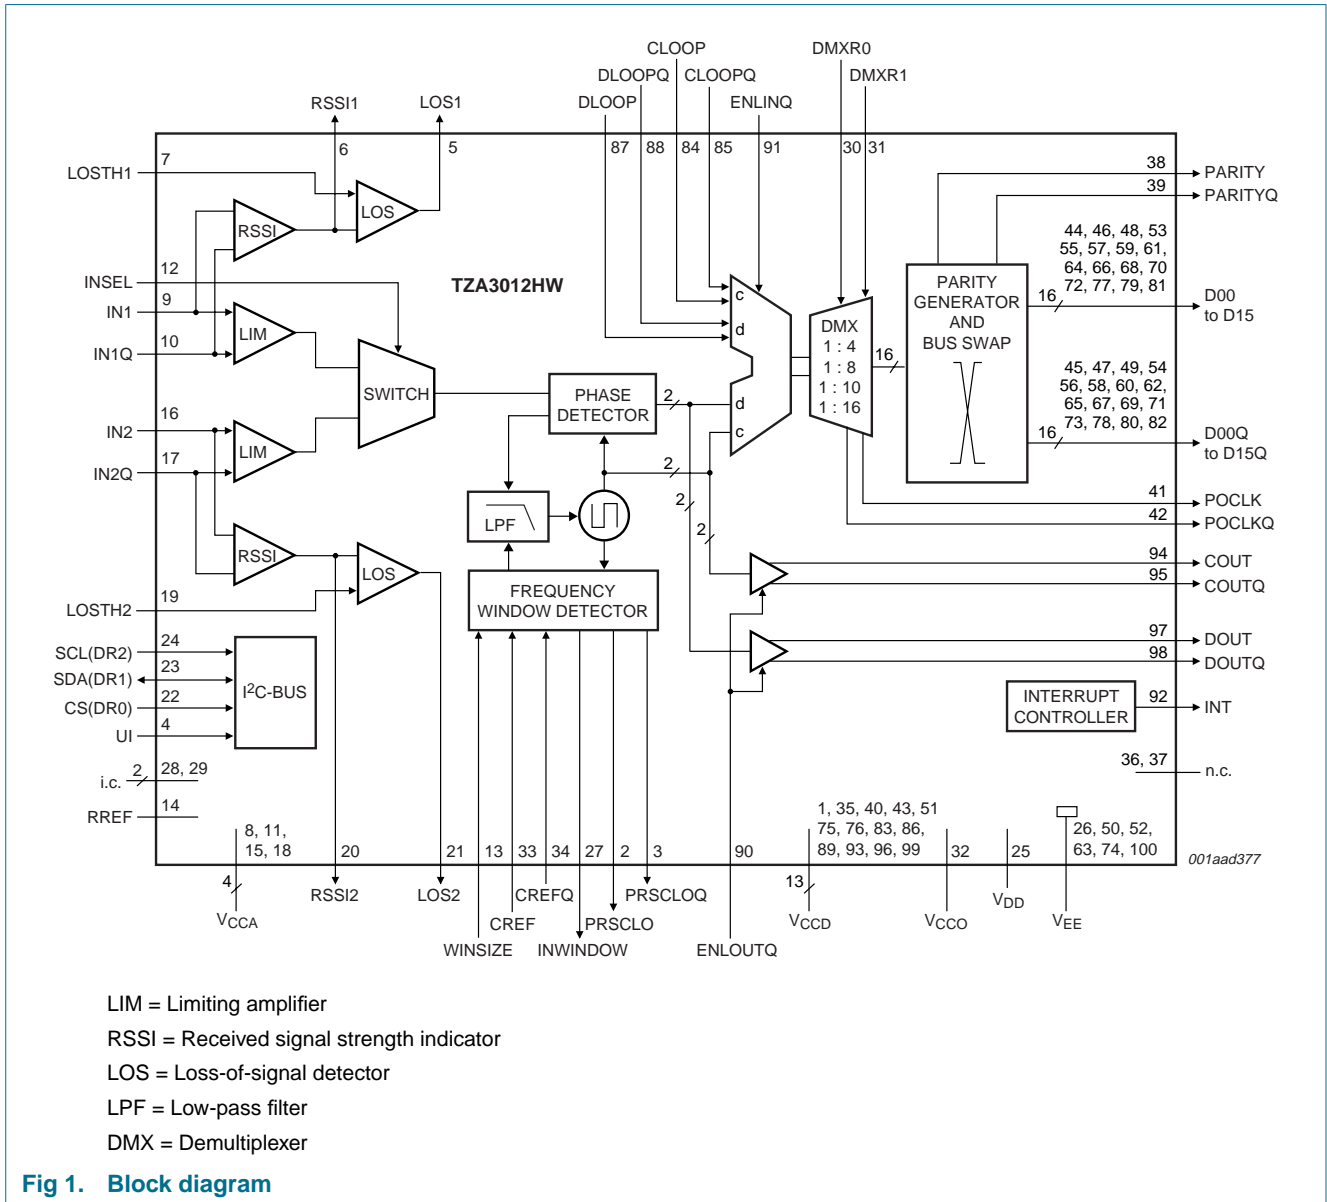 CLOOP
DMXR0
DLOOPQ
CLOOPQ
DMXR1
RSSI1
LOS1
DLOOP
ENLINQ
6
5
87
88
84
85
91
30
31
7
LOSTH1
38
PARITY
39
PARITYQ
LOS
RSSI
12
INSEL
TZA3012HW
9
IN1
10
IN1Q
LIM
SWITCH
16
IN2
17
IN2Q
LIM
RSSI
LOS
19
LOSTH2
c
d
d
c
DMX
1 : 4
1 : 8
1 : 10
1 : 16
16
PARITY
GENERATOR
AND
BUS SWAP
44, 46, 48, 53
55, 57, 59, 61,
64, 66, 68, 70
72, 77, 79, 81
16
D00
to D15
45, 47, 49, 54
56, 58, 60, 62,
65, 67, 69, 71
73, 78, 80, 82
16
D00Q
to D15Q
PHASE
DETECTOR
2
2
2
2
LPF
FREQUENCY
WINDOW DETECTOR
41
POCLK
42
POCLKQ
94
COUT
95
COUTQ
97
DOUT
98
DOUTQ
24
SCL(DR2)
23
SDA(DR1)
22
CS(DR0)
4
UI
I2C-BUS
INTERRUPT
CONTROLLER
92
INT
2
28, 29
i.c.
36, 37
n.c.
14
RREF
8, 11,
15, 18
20
21
13
33
34
27
2
3
90
1, 35, 40, 43, 51
75, 76, 83, 86,
89, 93, 96, 99
32
25
26, 50, 52,
63, 74, 100
001aad377
4
VCCA
RSSI2
LOS2
WINSIZE
CREF
CREFQ
INWINDOW
PRSCLO
PRSCLOQ
ENLOUTQ
13
VCCD
VCCO
VDD
VEE
LIM = Limiting amplifier
RSSI = Received signal strength indicator
LOS = Loss-of-signal detector
LPF = Low-pass filter
DMX = Demultiplexer
Fig 1. Block diagram